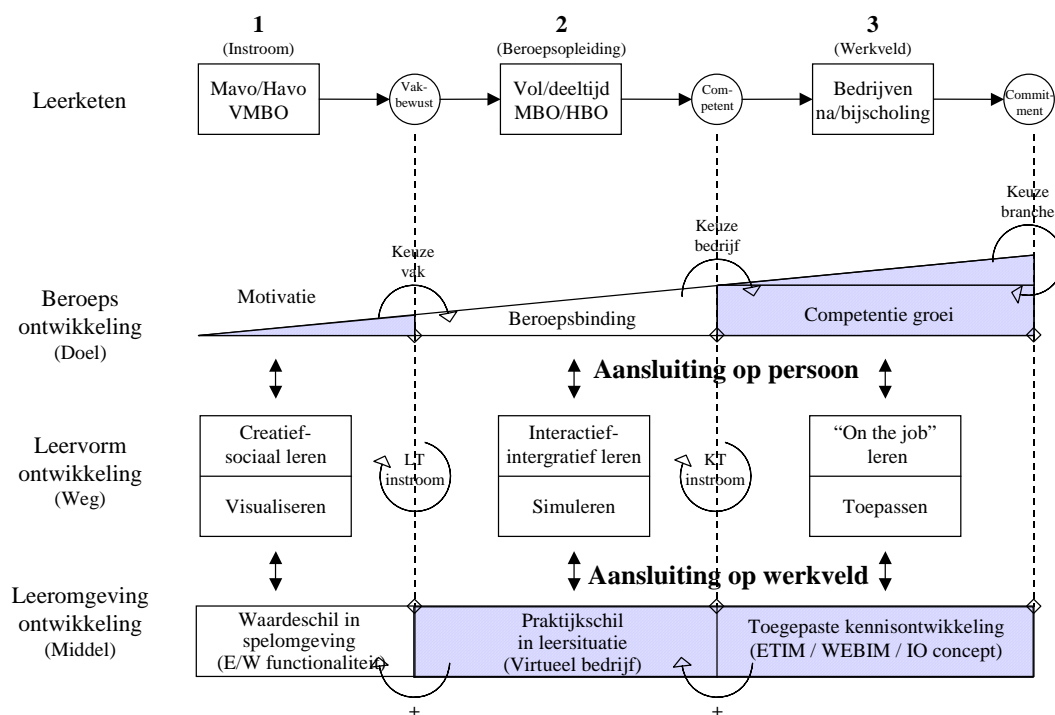 1
(Instroom)
2
(Beroepsopleiding)
3
(Werkveld)
Leerketen
Mavo/Havo
VMBO
Vak-
bewust
Vol/deeltijd
MBO/HBO
Com-
petent
Bedrijven
na/bijscholing
Commit-
ment
Keuze
vak
Keuze
bedrijf
Keuze
branche
Beroeps
ontwikkeling
(Doel)
Motivatie
Beroepsbinding
Competentie groei
Aansluiting op persoon
Leervorm
ontwikkeling
(Weg)
Creatief-
sociaal leren
Visualiseren
LT
instroom
Interactief-
intergratief leren
Simuleren
KT
instroom
“On the job”
leren
Toepassen
Aansluiting op werkveld
Leeromgeving
ontwikkeling
(Middel)
Waardeschil in
spelomgeving
(E/W functionaliteit)
Praktijkschil
in leersituatie
(Virtueel bedrijf)
Toegepaste kennisontwikkeling
(ETIM / WEBIM / IO concept)
+
+